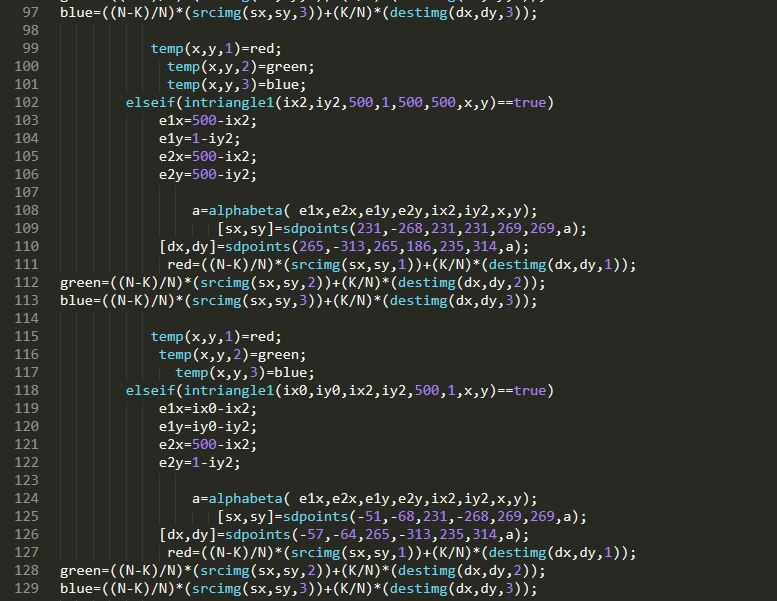 97 blue=((N-K)/N)*(srcimg(sx,sy,3))+(K/N)*(destimg(dx,dy,3));
98
99 temp(x,y,1)=red;
100 temp(x,y,2)=green;
101 temp(x,y,3)=blue;
102 elseif(intriangle1(ix2,iy2,500,1,500,500,x,y)==true)
103 e1x=500-ix2;
104 e1y=1-iy2;
105 e2x=500-ix2;
106 e2y=500-iy2;
107
108 a=alphabeta( e1x,e2x,e1y,e2y,ix2,iy2,x,y);
109 [sx,sy]=sdpoints(231,-268,231,231,269,269,a);
110 [dx,dy]=sdpoints(265,-313,265,186,235,314,a);
111 red=((N-K)/N)*(srcimg(sx,sy,1))+(K/N)*(destimg(dx,dy,1));
112 green=((N-K)/N)*(srcimg(sx,sy,2))+(K/N)*(destimg(dx,dy,2));
113 blue=((N-K)/N)*(srcimg(sx,sy,3))+(K/N)*(destimg(dx,dy,3));
114
115 temp(x,y,1)=red;
116 temp(x,y,2)=green;
117 temp(x,y,3)=blue;
118 elseif(intriangle1(ix0,iy0,ix2,iy2,500,1,x,y)==true)
119 e1x=ix0-ix2;
120 e1y=iy0-iy2;
121 e2x=500-ix2;
122 e2y=1-iy2;
123
124 a=alphabeta( e1x,e2x,e1y,e2y,ix2,iy2,x,y);
125 [sx,sy]=sdpoints(-51,-68,231,-268,269,269,a);
126 [dx,dy]=sdpoints(-57,-64,265,-313,235,314,a);
127 red=((N-K)/N)*(srcimg(sx,sy,1))+(K/N)*(destimg(dx,dy,1));
128 green=((N-K)/N)*(srcimg(sx,sy,2))+(K/N)*(destimg(dx,dy,2));
129 blue=((N-K)/N)*(srcimg(sx,sy,3))+(K/N)*(destimg(dx,dy,3));